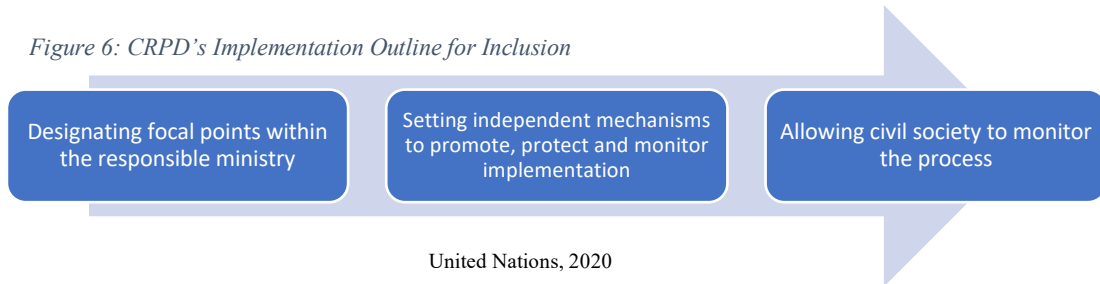 Figure 6: CRPD’s Implementation Outline for Inclusion
Designating focal points within
the responsible ministry
Setting independent mechanisms
to promote, protect and monitor
implementation
Allowing civil society to monitor
the process
United Nations, 2020